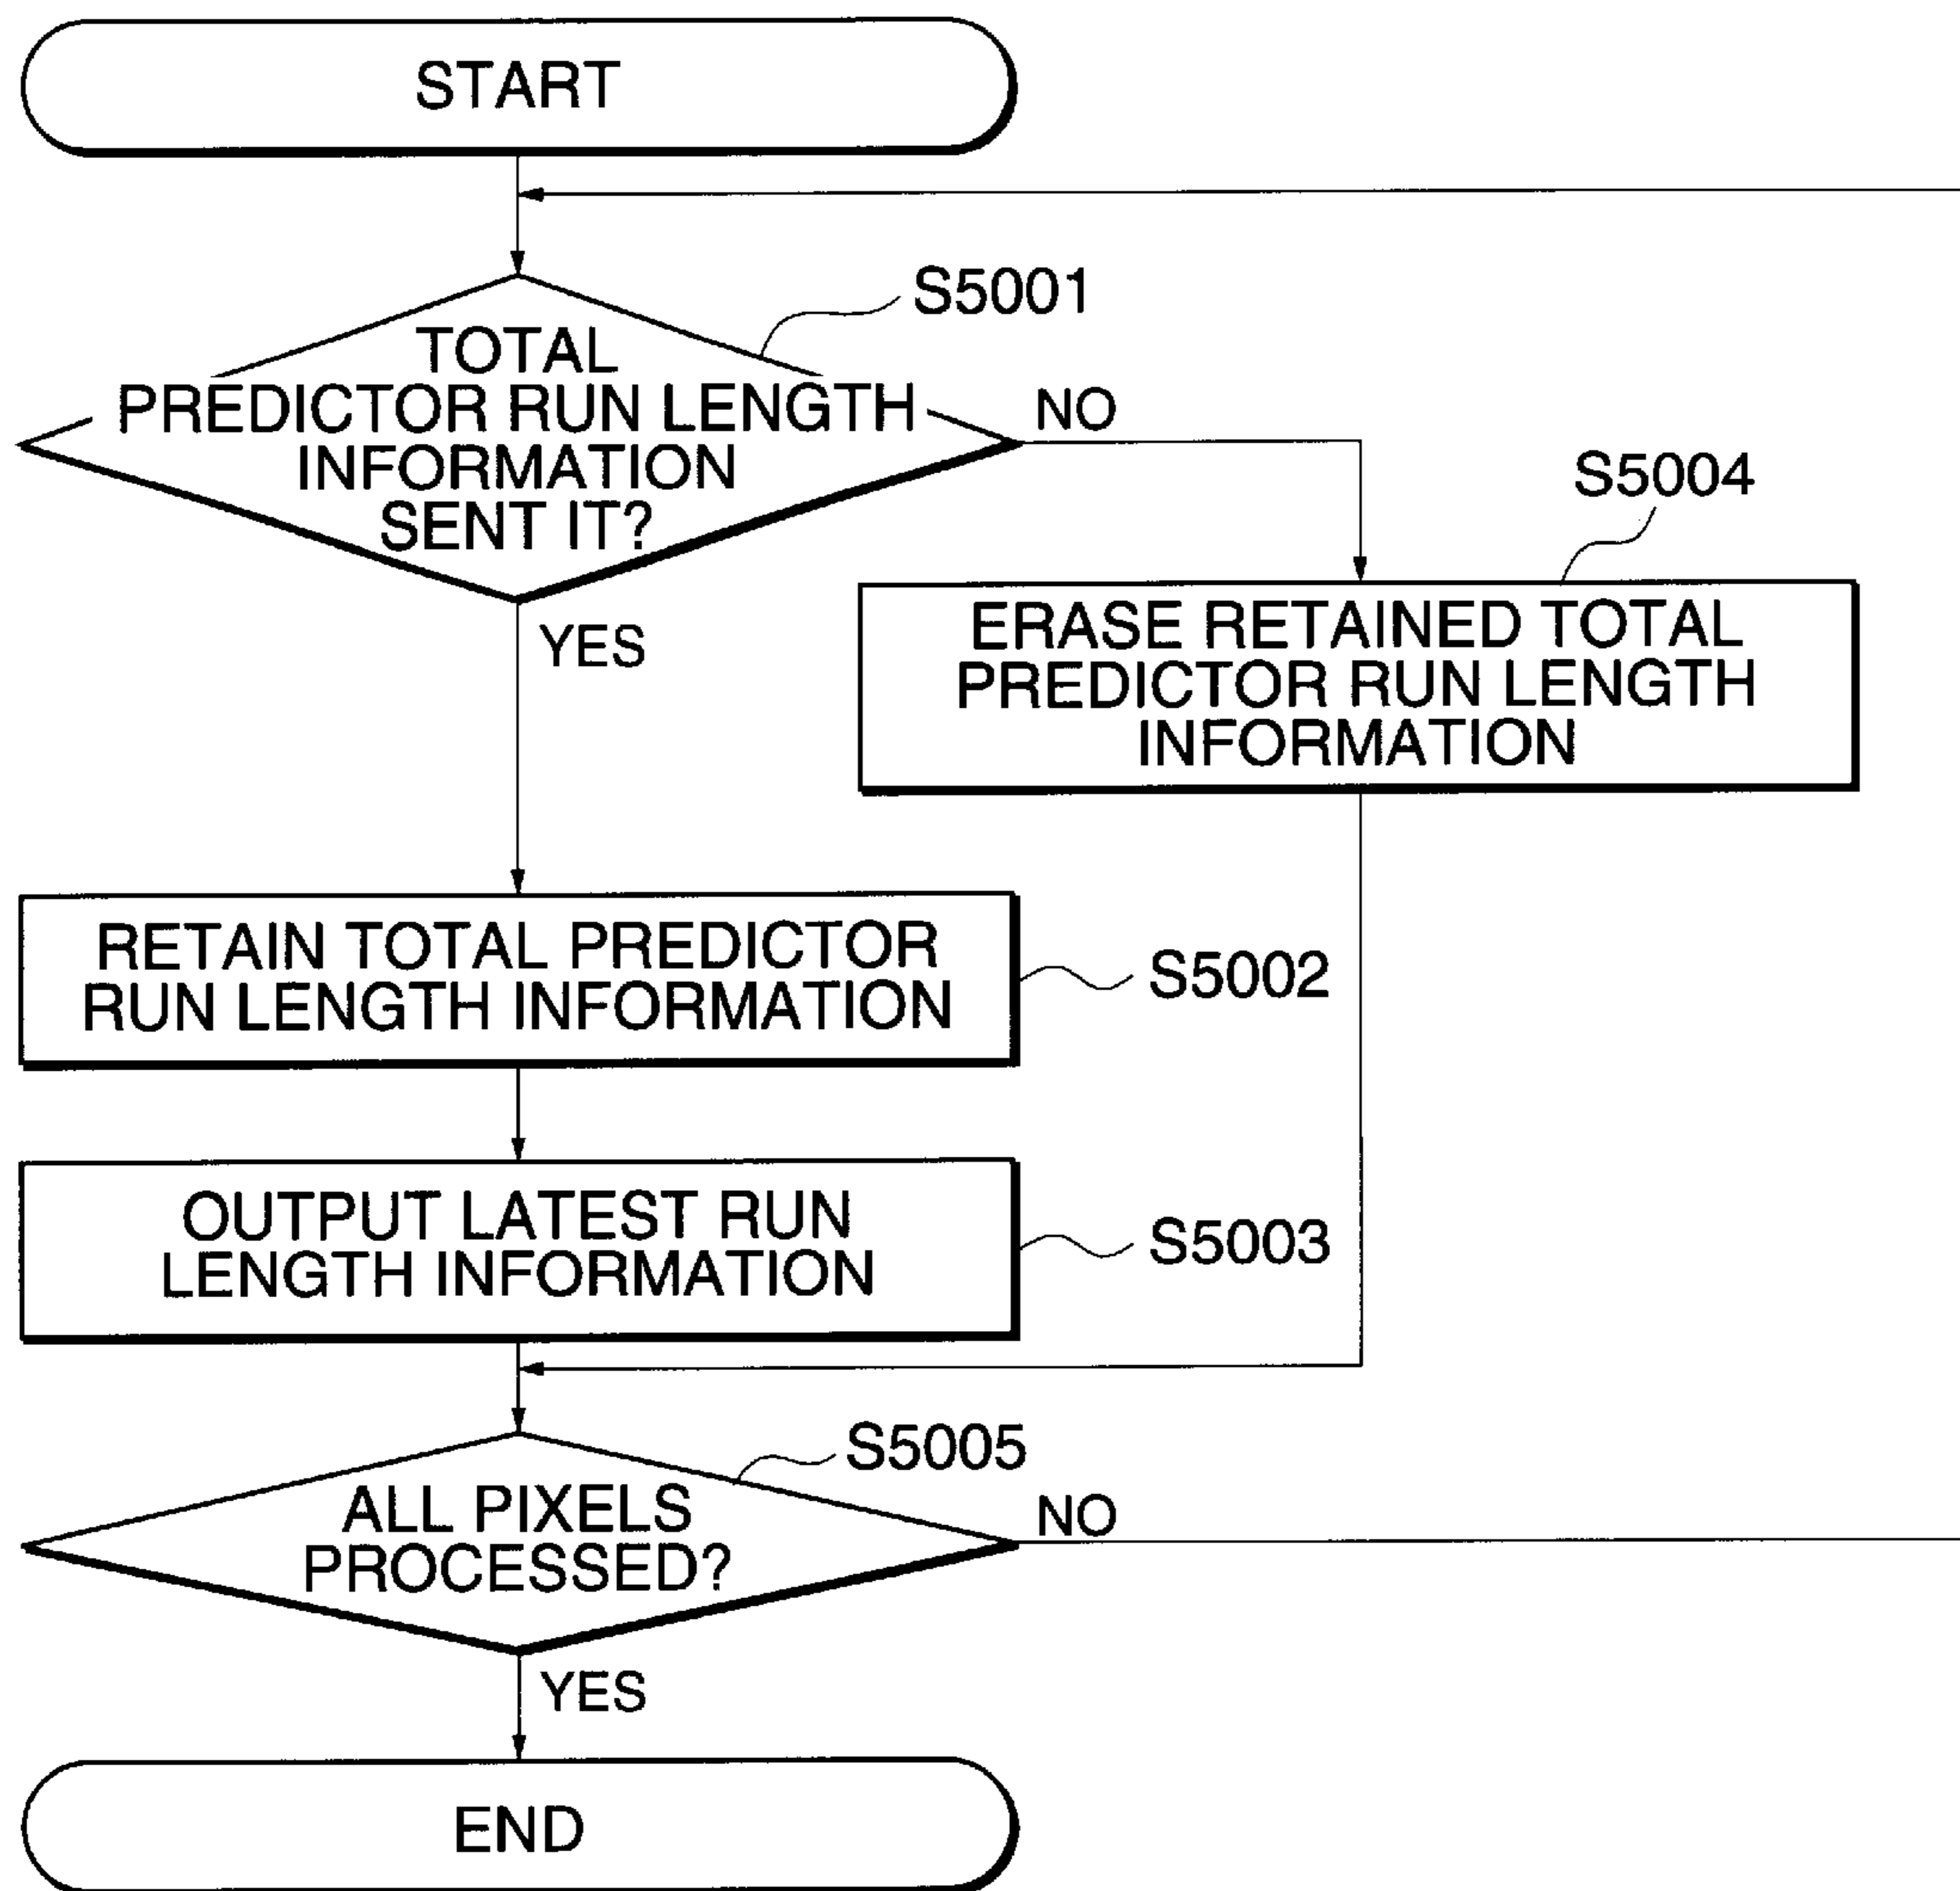 START
S5001
TOTAL
PREDICTOR RUN LENGTH
INFORMATION
SENT IT?
NO
YES
S5004
ERASE RETAINED TOTAL
PREDICTOR RUN LENGTH
INFORMATION
RETAIN TOTAL PREDICTOR
RUN LENGTH INFORMATION
S5002
OUTPUT LATEST RUN
LENGTH INFORMATION
S5003
S5005
ALL PIXELS
PROCESSED?
NO
YES
END